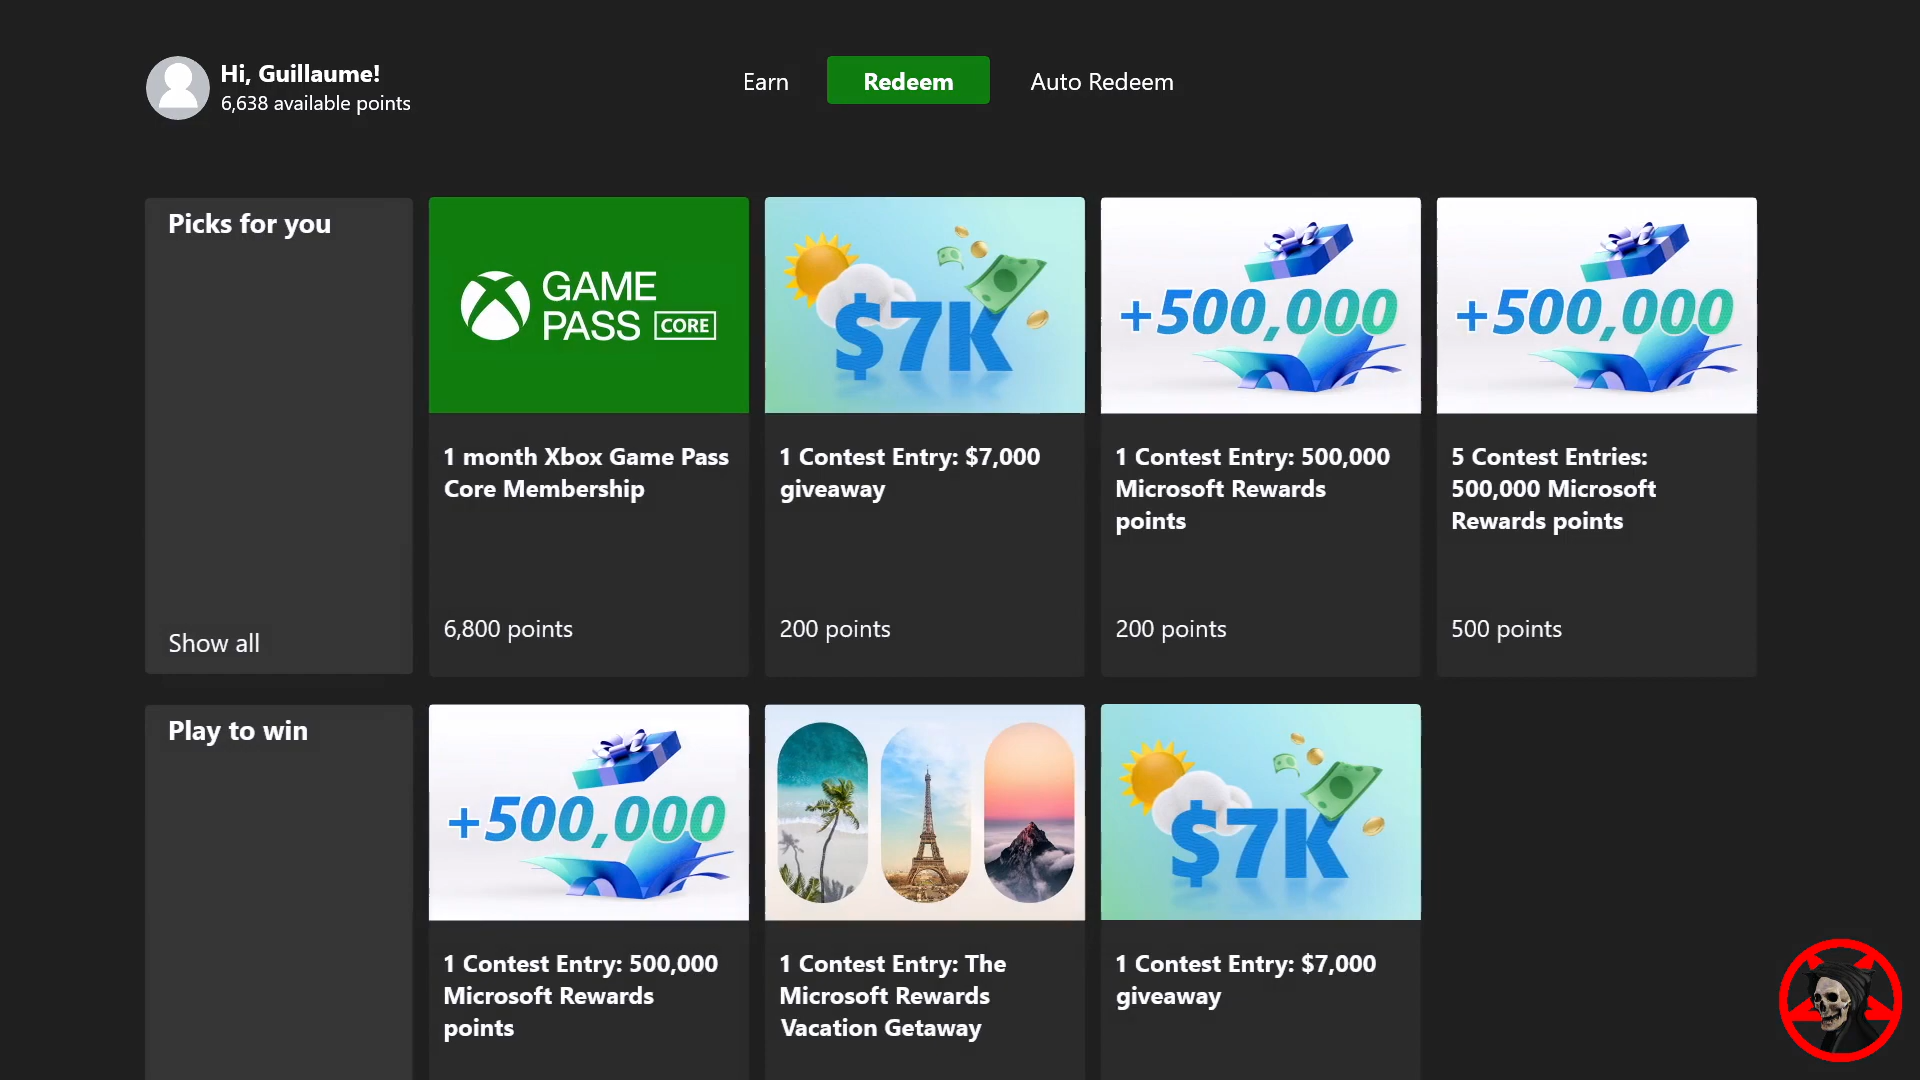 Hi, Guillaume!
6,638 available points
Earn
Redeem
Auto Redeem
Picks for you
Show all
GAME
PASS CORE
1 month Xbox Game Pass
Core Membership
6,800 points
$7K
1 Contest Entry: $7,000
giveaway
200 points
+500,000
1 Contest Entry: 500,000
Microsoft Rewards
points
200 points
+500,000
5 Contest Entries:
500,000 Microsoft
Rewards points
500 points
Play to win
+500,000
1 Contest Entry: 500,000
Microsoft Rewards
points
1 Contest Entry: The
Microsoft Rewards
Vacation Getaway
$7K
1 Contest Entry: $7,000
giveaway